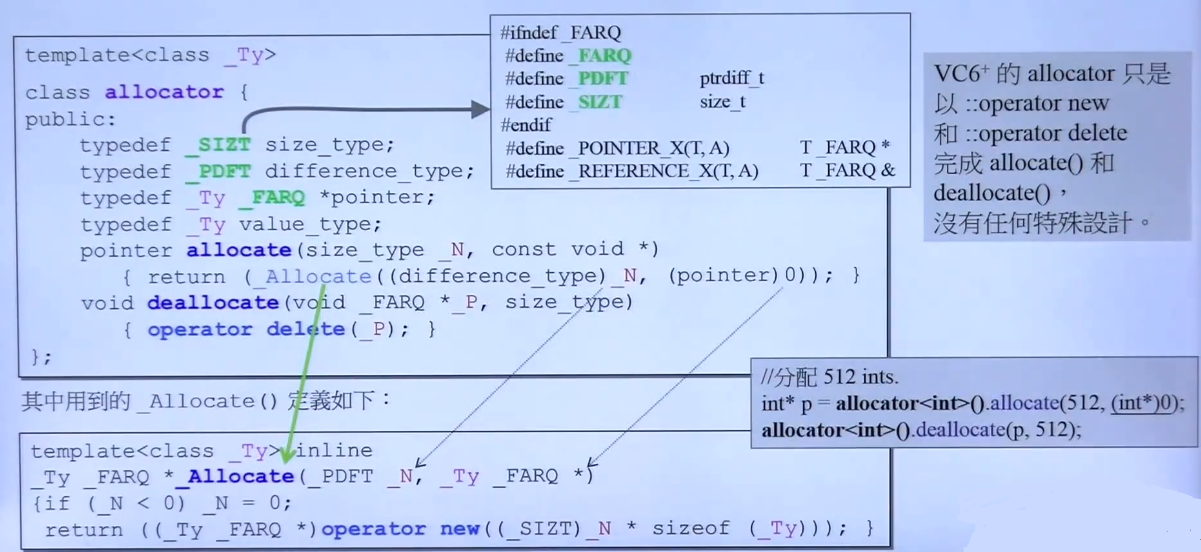 template<class _Ty>
class allocator {
public:
typedef _SIZT size_type;
typedef _PDFT difference_type;
typedef _Ty _FARQ *pointer;
typedef _Ty value_type;
pointer allocate(size_type _N, const void *)
{ return (_Allocate((difference_type)_N, (pointer)0)); }
void deallocate(void _FARQ *_P, size_type)
{ operator delete(_P); }
};
#ifndef _FARQ
#define _FARQ
#define _PDFT ptrdiff_t
#define _SIZT size_t
#endif
#define _POINTER_X(T, A) T _FARQ *
#define _REFERENCE_X(T, A) T _FARQ &
VC6+ 的 allocator 只是
以 ::operator new
和 ::operator delete
完成 allocate() 和
deallocate()，
沒有任何特殊設計。
//分配 512 ints.
int* p = allocator<int>().allocate(512, (int*)0);
allocator<int>().deallocate(p, 512);
其中用到的 _Allocate() 定義如下：
template<class _Ty> inline
_Ty _FARQ *_Allocate(_PDFT _N, _Ty _FARQ *)
{if (_N < 0) _N = 0;
return ((_Ty _FARQ *)operator new((_SIZT)_N * sizeof (_Ty))); }